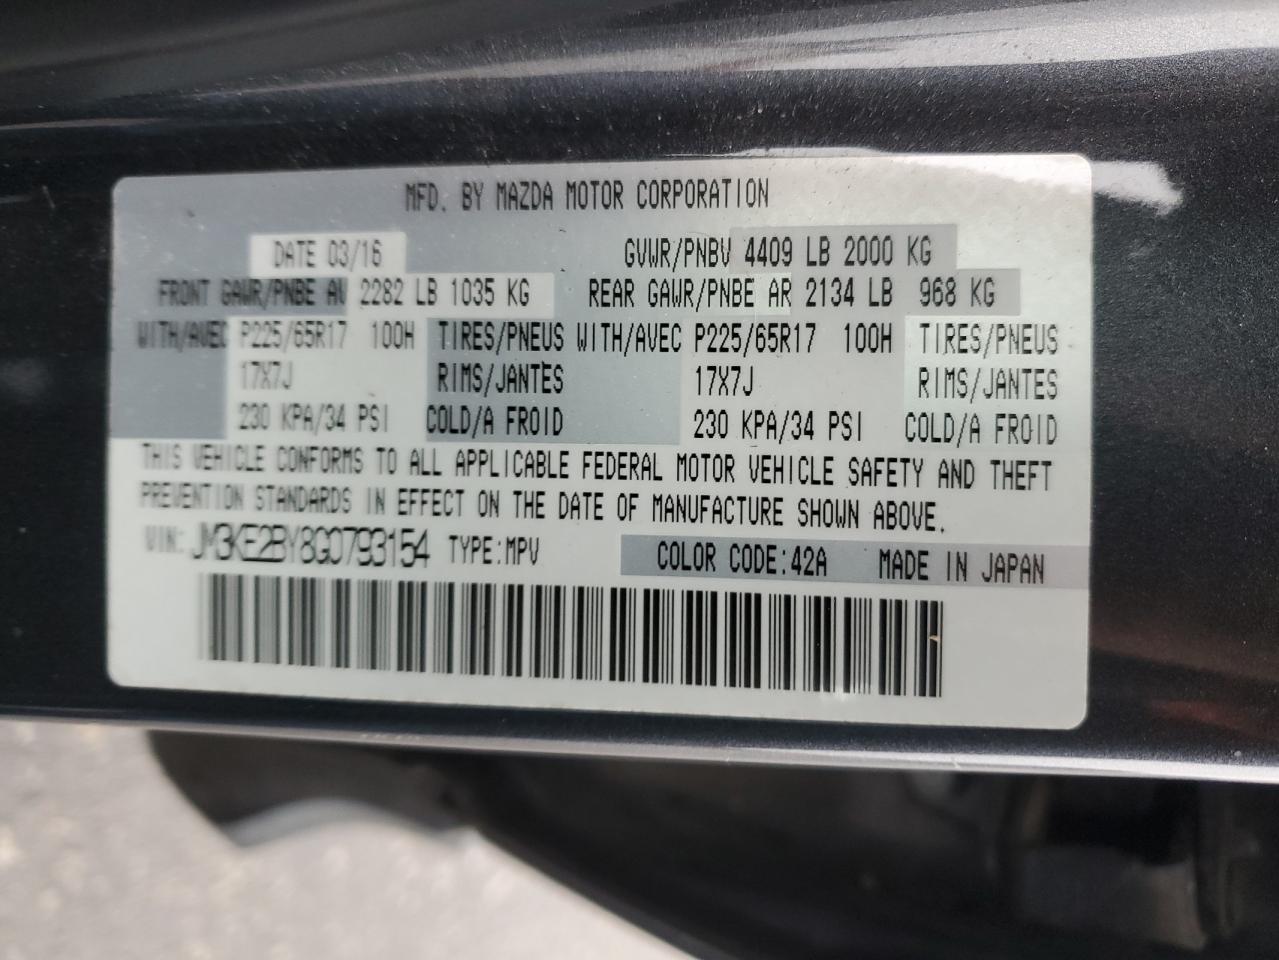 MFD. BY MAZDA MOTOR CORPORATION
DATE 03/16 GVWR/PNBV 4409 LB 2000 KG
FRONT GAWR/PNBE AV 2282 LB 1035 KG REAR GAWR/PNBE AR 2134 LB 968 KG
WITH/AVEC P225/65R17 100H TIRES/PNEUS WITH/AVEC P225/65R17 100H TIRES/PNEUS
17X7J RIMS/JANTES 17X7J RIMS/JANTES
230 KPA/34 PSI COLD/A FROID 230 KPA/34 PSI COLD/A FROID
THIS VEHICLE CONFORMS TO ALL APPLICABLE FEDERAL MOTOR VEHICLE SAFETY AND THEFT
PREVENTION STANDARDS IN EFFECT ON THE DATE OF MANUFACTURE SHOWN ABOVE.
VIN: JM3KE2BY8G0793154 TYPE:MPV COLOR CODE:42A MADE IN JAPAN